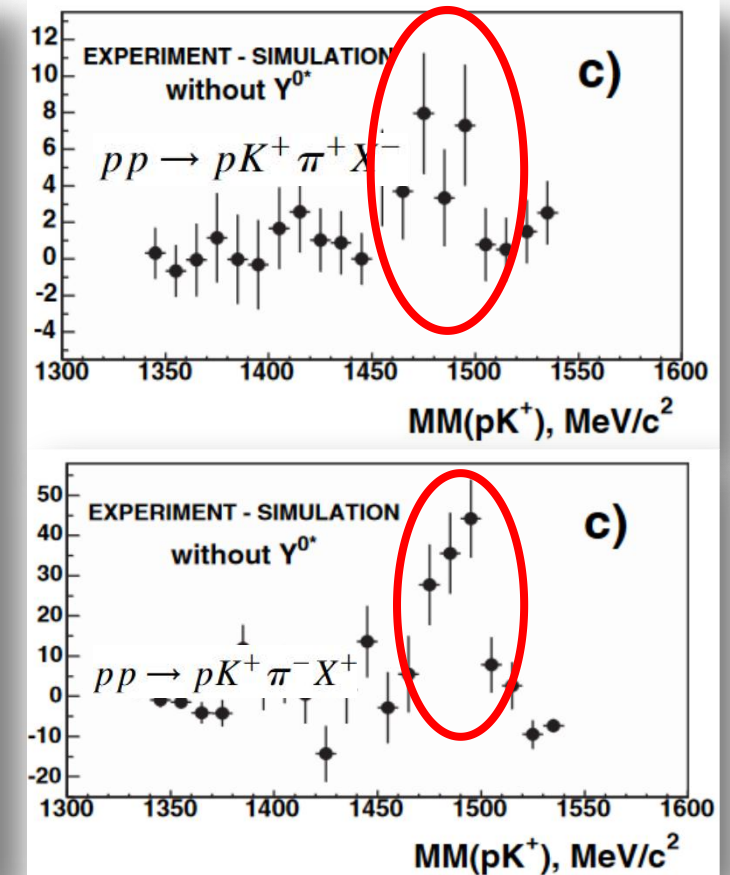 12
10
8
6
4
2
0
-2
-4
EXPERIMENT - SIMULATION
without Y⁰*
c)
pp → pK⁺π⁺X⁻
1300 1350 1400 1450 1500 1550 1600
MM(pK⁺), MeV/c²
50
40
30
20
10
0
-10
-20
EXPERIMENT - SIMULATION
without Y⁰*
c)
pp → pK⁺π⁻X⁺
1300 1350 1400 1450 1500 1550 1600
MM(pK⁺), MeV/c²